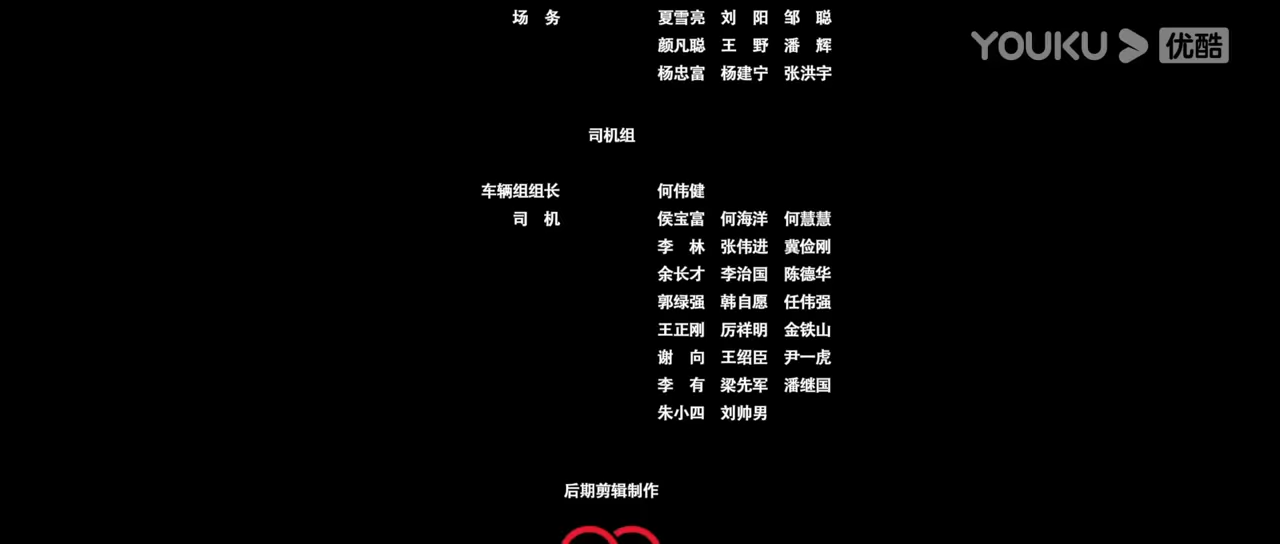 场　务　夏雪亮　刘　阳　邹　聪
YOUKU 优酷
颜凡聪　王　野　潘　辉
杨忠富　杨建宁　张洪宇
司机组
车辆组组长　何伟健
司　机　侯宝富　何海洋　何慧慧
李　林　张伟进　冀俭刚
余长才　李治国　陈德华
郭绿强　韩自愿　任伟强
王正刚　厉祥明　金铁山
谢　向　王绍臣　尹一虎
李　有　梁先军　潘继国
朱小四　刘帅男
后期剪辑制作